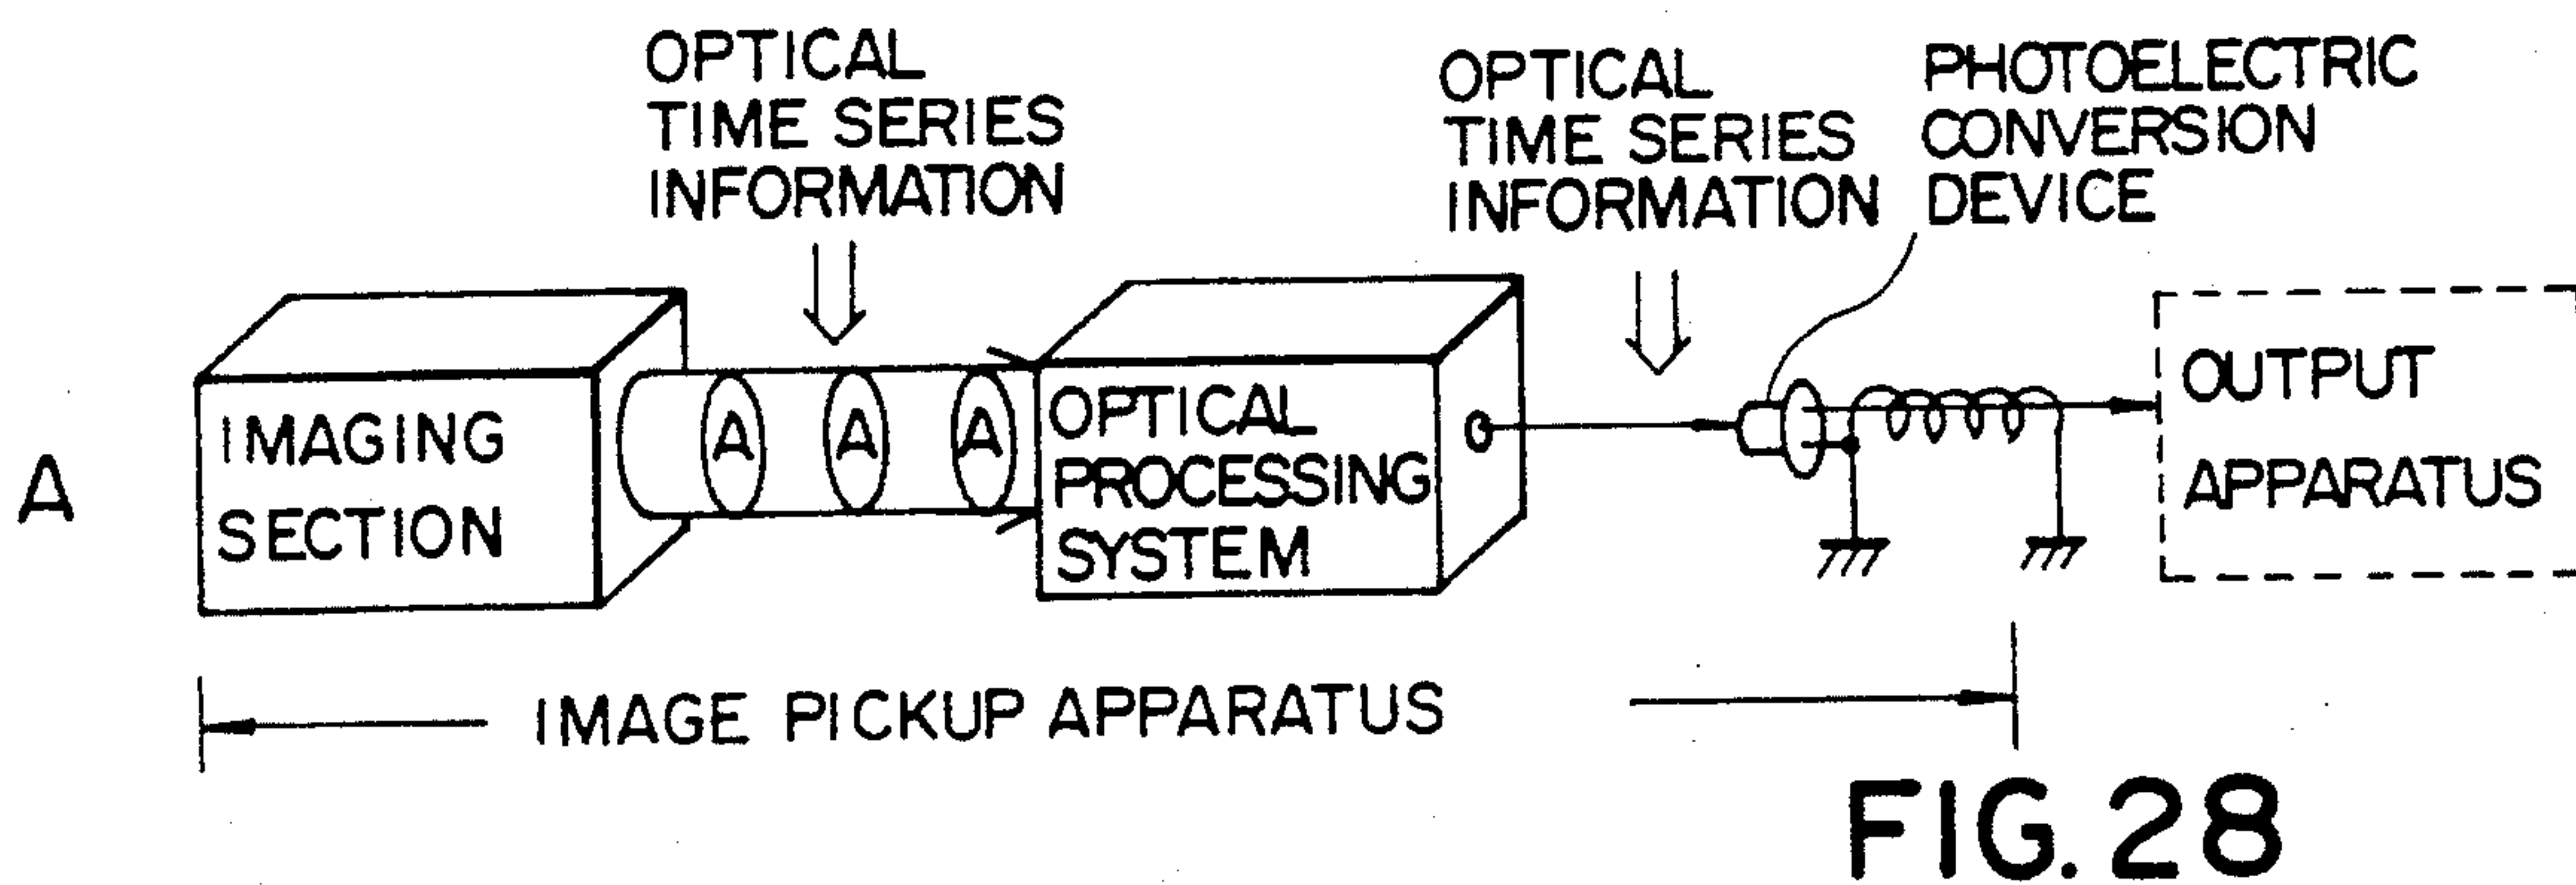 OPTICAL
TIME SERIES
INFORMATION
OPTICAL
TIME SERIES
INFORMATION
PHOTOELECTRIC
CONVERSION
DEVICE
A
IMAGING
SECTION
A A A
OPTICAL
PROCESSING
SYSTEM
OUTPUT
APPARATUS
IMAGE PICKUP APPARATUS
FIG. 28